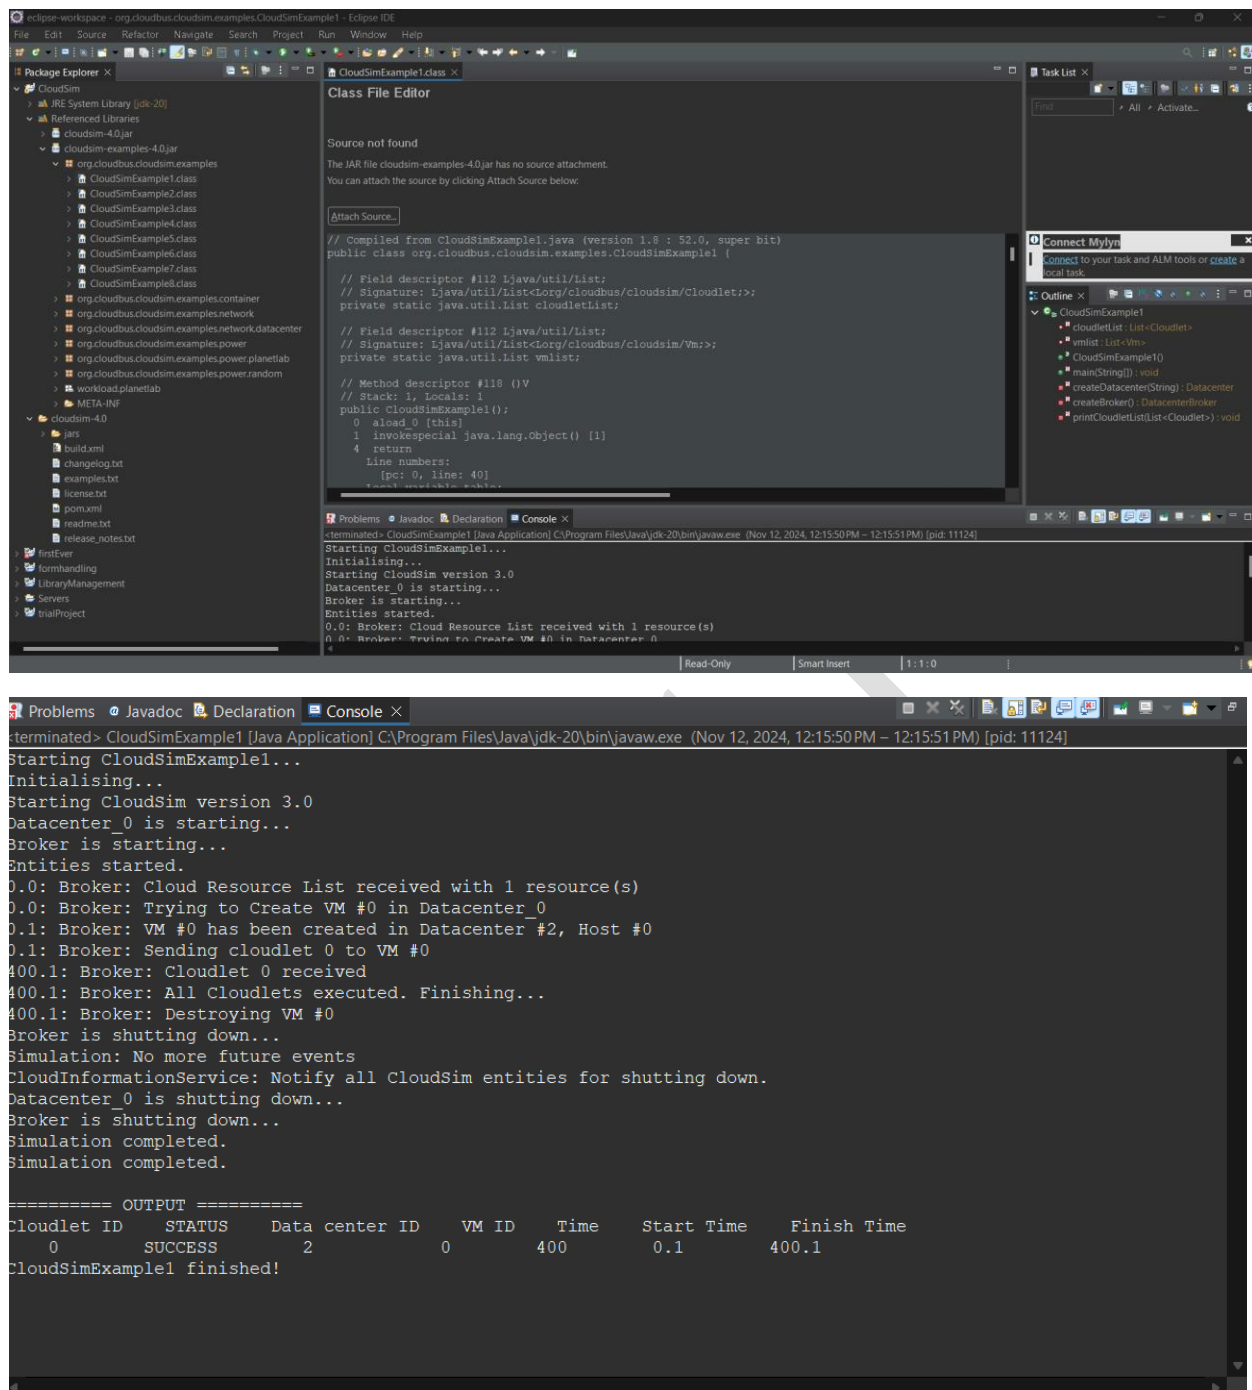 eclipse-workspace - org.cloudbus.cloudsim.examples.CloudSimExample1 - Eclipse IDE
File Edit Source Refactor Navigate Search Project Run Window Help
Package Explorer
CloudSim
JRE System Library [jdk-20]
Referenced Libraries
cloudsim-4.0.jar
cloudsim-examples-4.0.jar
org.cloudbus.cloudsim.examples
CloudSimExample1.class
CloudSimExample2.class
CloudSimExample3.class
CloudSimExample4.class
CloudSimExample5.class
CloudSimExample6.class
CloudSimExample7.class
CloudSimExample8.class
org.cloudbus.cloudsim.examples.container
org.cloudbus.cloudsim.examples.network
org.cloudbus.cloudsim.examples.network.datacenter
org.cloudbus.cloudsim.examples.power
org.cloudbus.cloudsim.examples.power.planetlab
org.cloudbus.cloudsim.examples.power.random
workload.planetlab
META-INF
cloudsim-4.0
jars
build.xml
changelog.txt
examples.txt
license.txt
pom.xml
readme.txt
release_notes.txt
firstEver
formhandling
LibraryManagement
Servers
trialProject
CloudSimExample1.class
Class File Editor
Source not found
The JAR file cloudsim-examples-4.0.jar has no source attachment.
You can attach the source by clicking Attach Source below:
Attach Source...
// Compiled from CloudSimExample1.java (version 1.8 : 52.0, super bit)
public class org.cloudbus.cloudsim.examples.CloudSimExample1 {
// Field descriptor #112 Ljava/util/List;
// Signature: Ljava/util/List<Lorg/cloudbus/cloudsim/Cloudlet;>;
private static java.util.List cloudletList;
// Field descriptor #112 Ljava/util/List;
// Signature: Ljava/util/List<Lorg/cloudbus/cloudsim/Vm;>;
private static java.util.List vmlist;
// Method descriptor #118 ()V
// Stack: 1, Locals: 1
public CloudSimExample1();
0 aload_0 [this]
1 invokespecial java.lang.Object() [1]
4 return
Line numbers:
[pc: 0, line: 40]
Local variable table:
Task List
Find All Activate...
Connect Mylyn
Connect to your task and ALM tools or create a
local task.
Outline
CloudSimExample1
cloudletList : List<Cloudlet>
vmlist : List<Vm>
CloudSimExample1()
main(String[]) : void
createDatacenter(String) : Datacenter
createBroker() : DatacenterBroker
printCloudletList(List<Cloudlet>) : void
Problems Javadoc Declaration Console
<terminated> CloudSimExample1 [Java Application] C:\Program Files\Java\jdk-20\bin\javaw.exe (Nov 12, 2024, 12:15:50 PM – 12:15:51 PM) [pid: 11124]
Starting CloudSimExample1...
Initialising...
Starting CloudSim version 3.0
Datacenter_0 is starting...
Broker is starting...
Entities started.
0.0: Broker: Cloud Resource List received with 1 resource(s)
0.0: Broker: Trying to Create VM #0 in Datacenter_0
Read-Only Smart Insert 1 : 1 : 0
Problems Javadoc Declaration Console
<terminated> CloudSimExample1 [Java Application] C:\Program Files\Java\jdk-20\bin\javaw.exe (Nov 12, 2024, 12:15:50 PM – 12:15:51 PM) [pid: 11124]
Starting CloudSimExample1...
Initialising...
Starting CloudSim version 3.0
Datacenter_0 is starting...
Broker is starting...
Entities started.
0.0: Broker: Cloud Resource List received with 1 resource(s)
0.0: Broker: Trying to Create VM #0 in Datacenter_0
0.1: Broker: VM #0 has been created in Datacenter #2, Host #0
0.1: Broker: Sending cloudlet 0 to VM #0
400.1: Broker: Cloudlet 0 received
400.1: Broker: All Cloudlets executed. Finishing...
400.1: Broker: Destroying VM #0
Broker is shutting down...
Simulation: No more future events
CloudInformationService: Notify all CloudSim entities for shutting down.
Datacenter_0 is shutting down...
Broker is shutting down...
Simulation completed.
Simulation completed.
========== OUTPUT ==========
Cloudlet ID STATUS Data center ID VM ID Time Start Time Finish Time
0 SUCCESS 2 0 400 0.1 400.1
CloudSimExample1 finished!